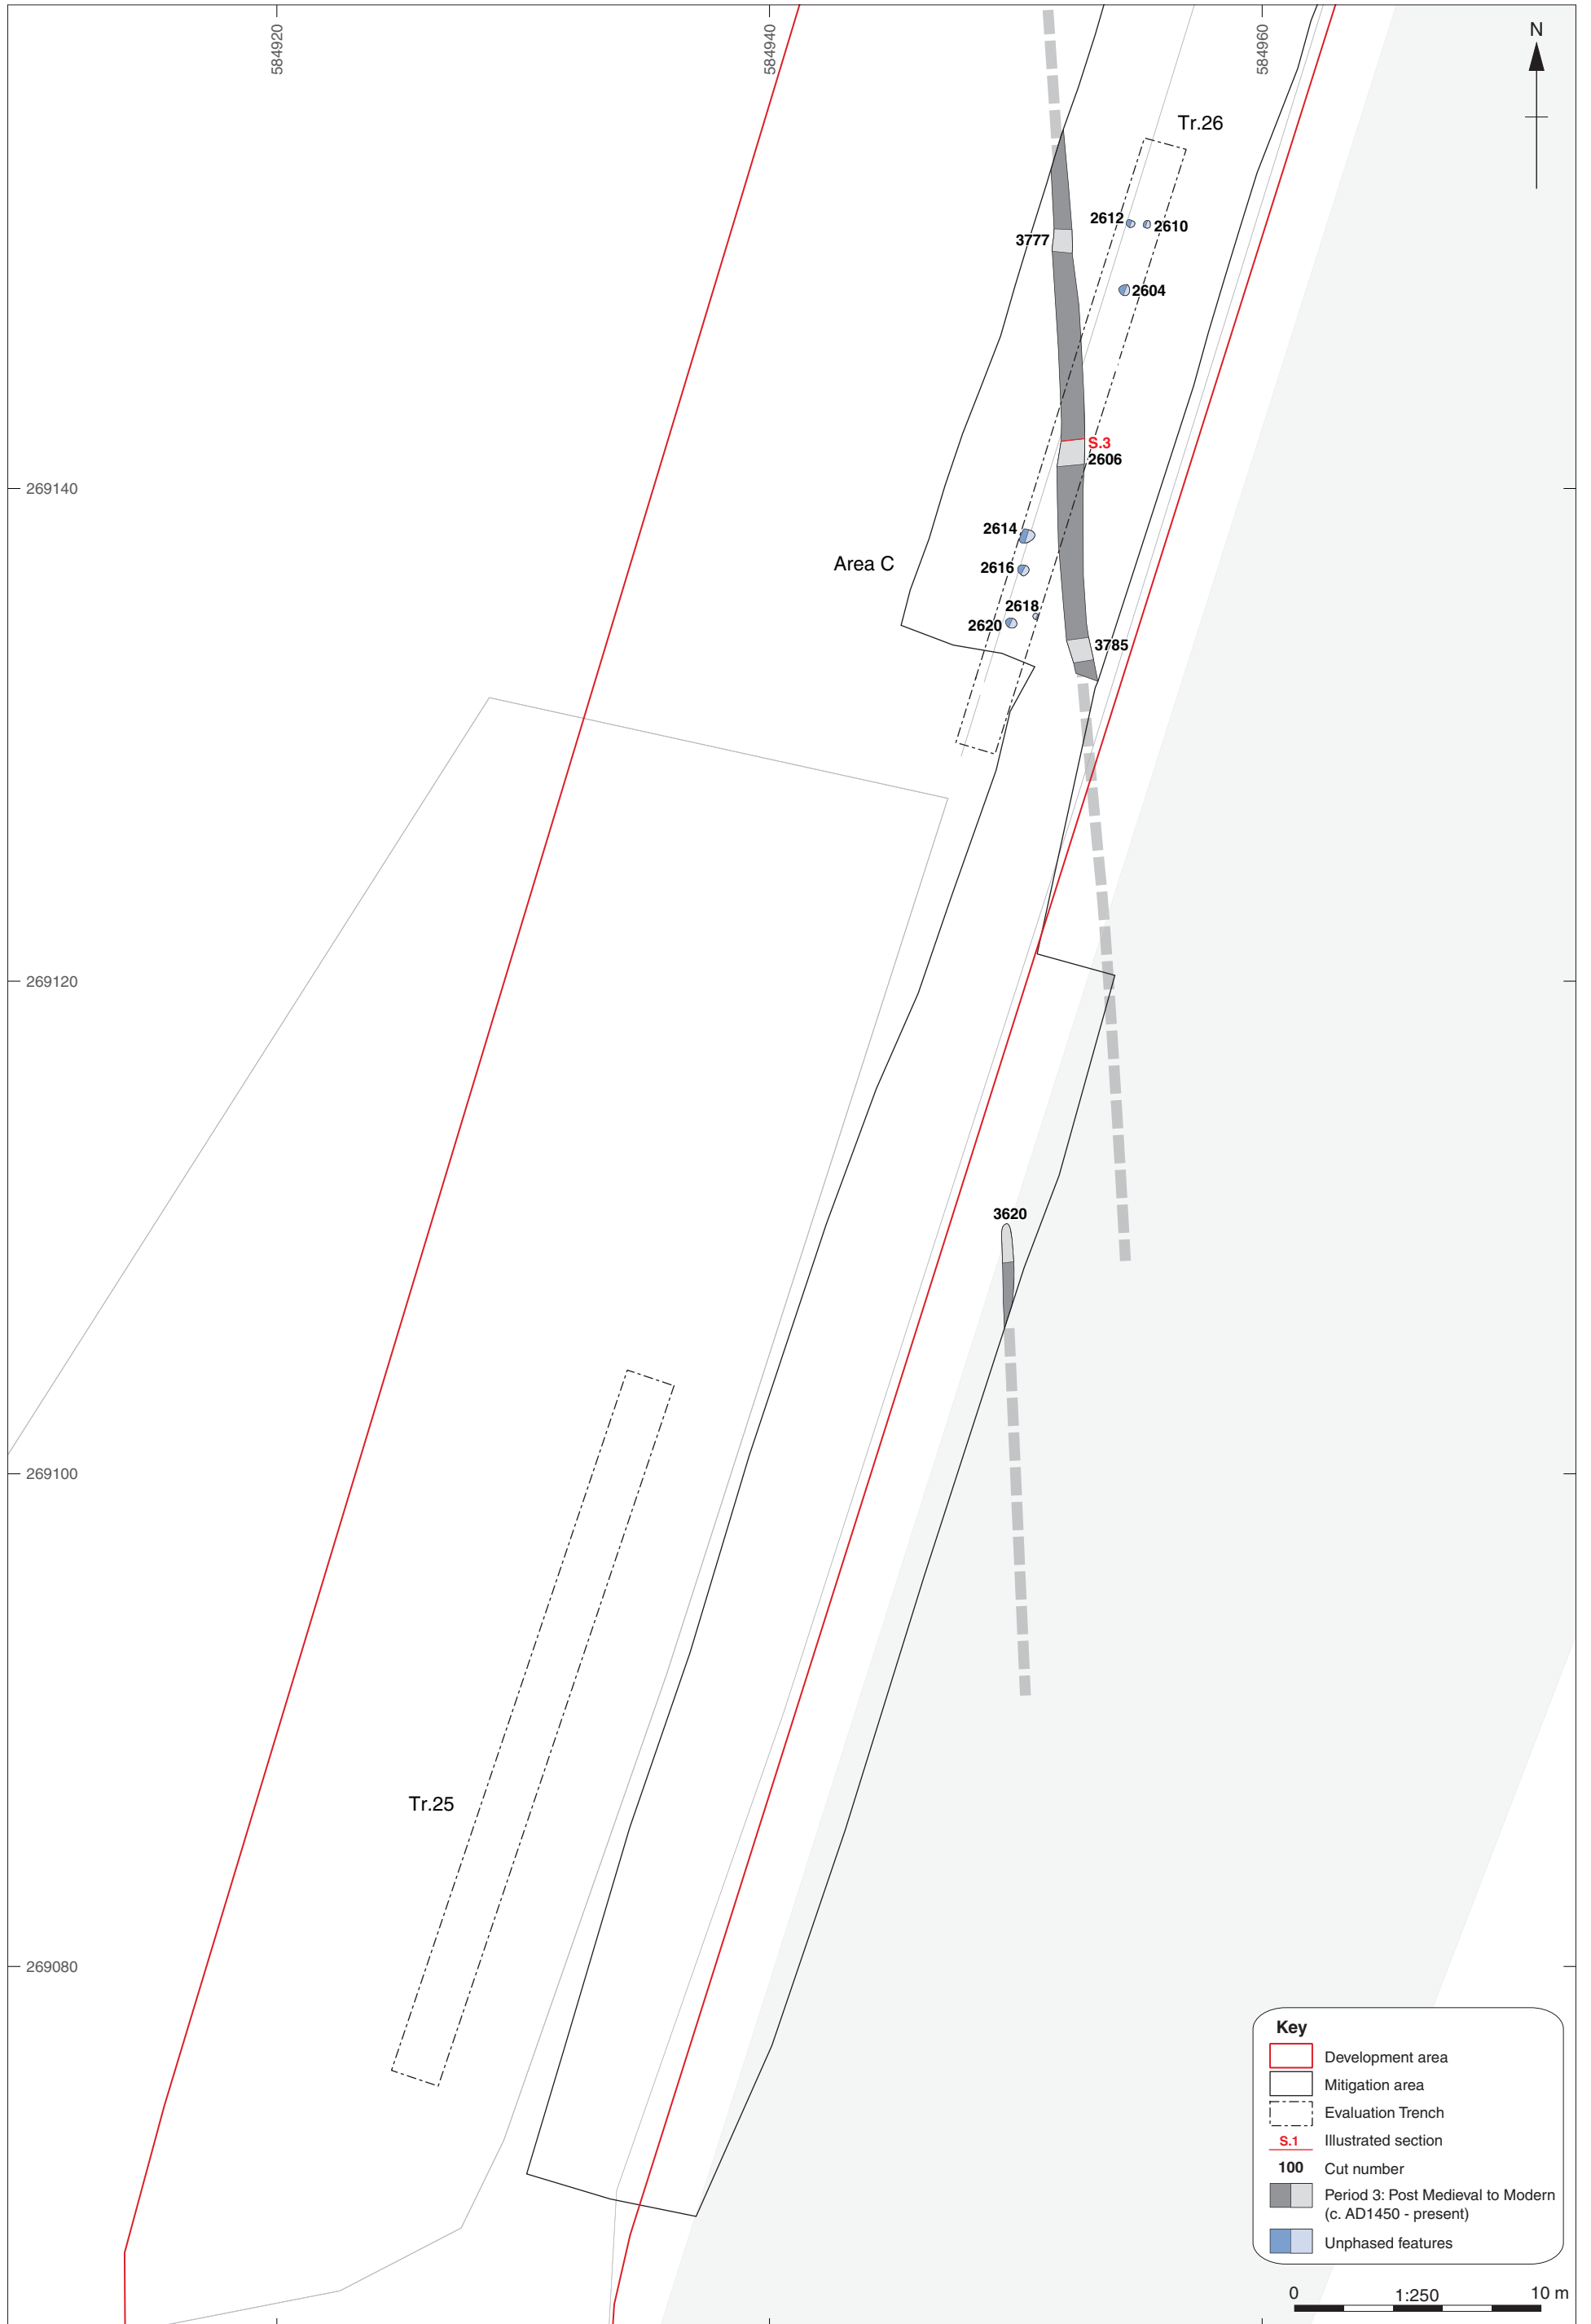 584920
584940
584960
N
Tr.26
2612
2610
3777
2604
S.3
2606
269140
2614
Area C
2616
2618
2620
3785
269120
3620
269100
Tr.25
269080
Key
Development area
Mitigation area
Evaluation Trench
S.1 Illustrated section
100 Cut number
Period 3: Post Medieval to Modern
(c. AD1450 - present)
Unphased features
0 1:250 10 m